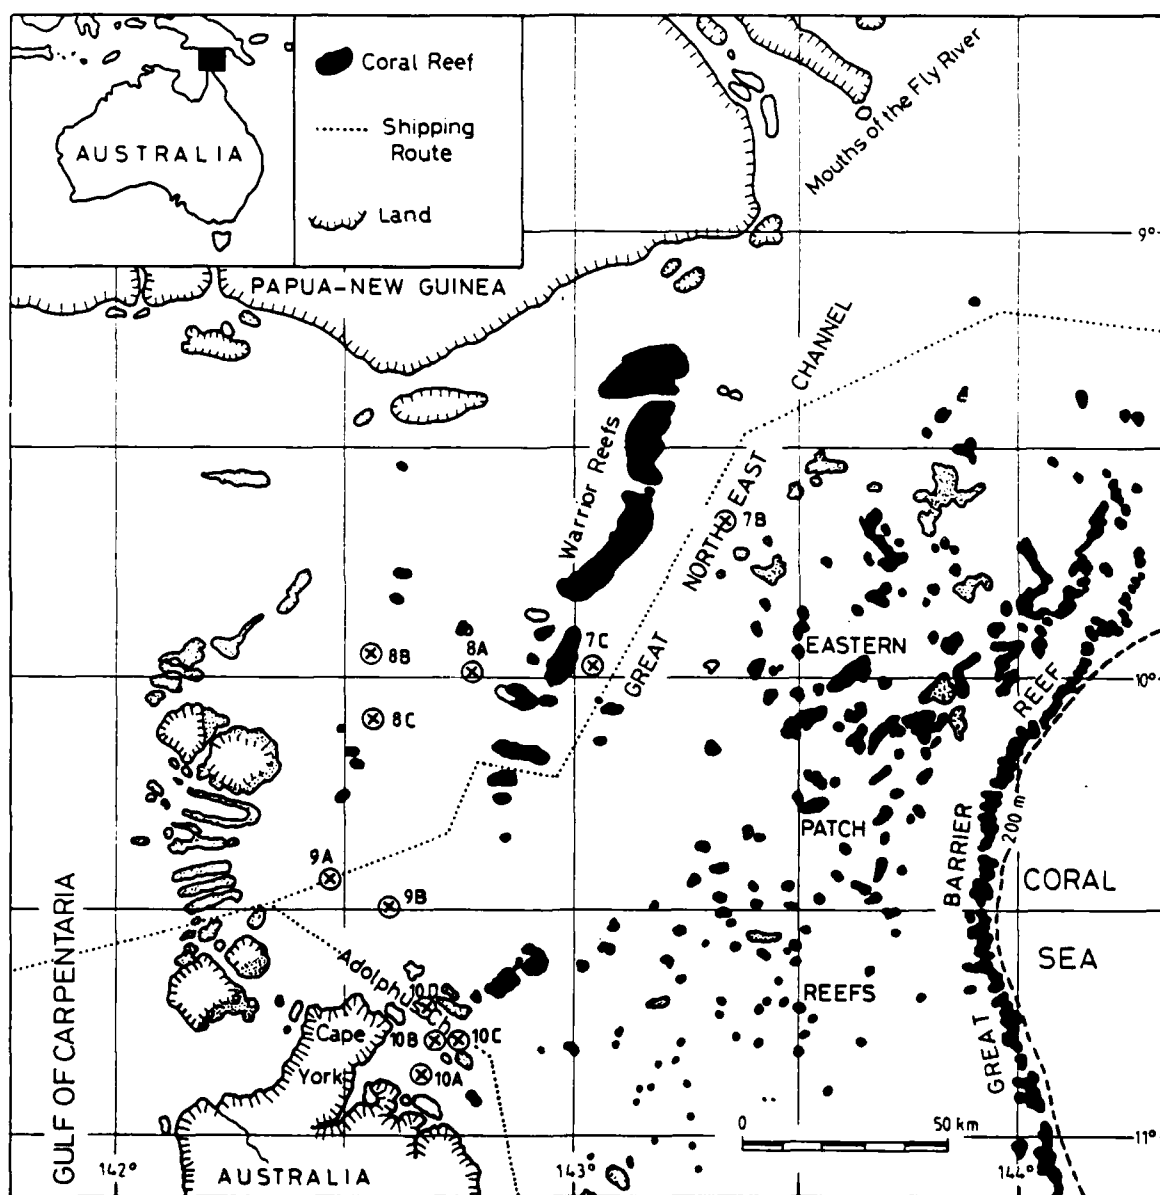 Coral Reef
Shipping
Route
Land
AUSTRALIA
Mouths of the Fly River
9°
PAPUA-NEW GUINEA
CHANNEL
Warrior Reefs
EAST
NORTH
7B
GREAT
7C
8A
8B
8C
EASTERN
10°
REEF
PATCH
200 m
BARRIER
CORAL
SEA
9A
9B
GULF OF CARPENTARIA
Adolphus Ch
10D
REEFS
Cape
York
10B
10C
10A
GREAT
0
50 km
11°
142°
143°
144°
AUSTRALIA